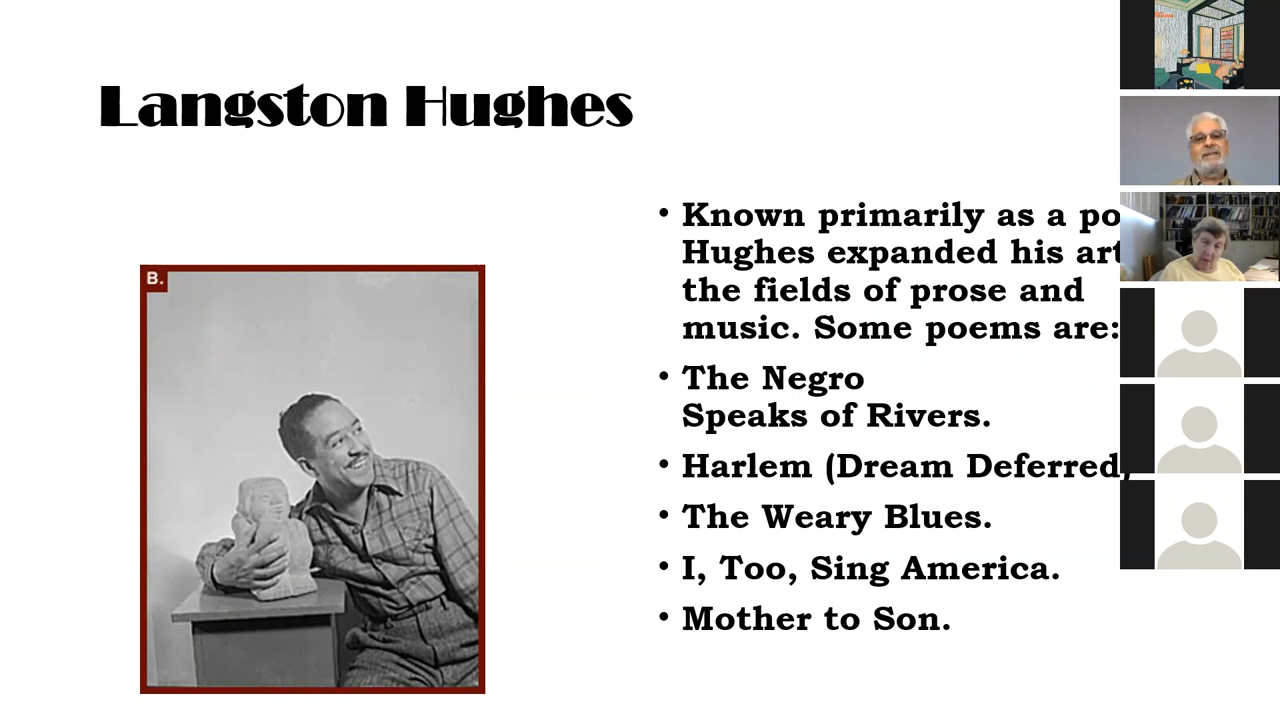 Langston Hughes
B.
• Known primarily as a po
Hughes expanded his art
the fields of prose and
music. Some poems are:
• The Negro
Speaks of Rivers.
• Harlem (Dream Deferred)
• The Weary Blues.
• I, Too, Sing America.
• Mother to Son.